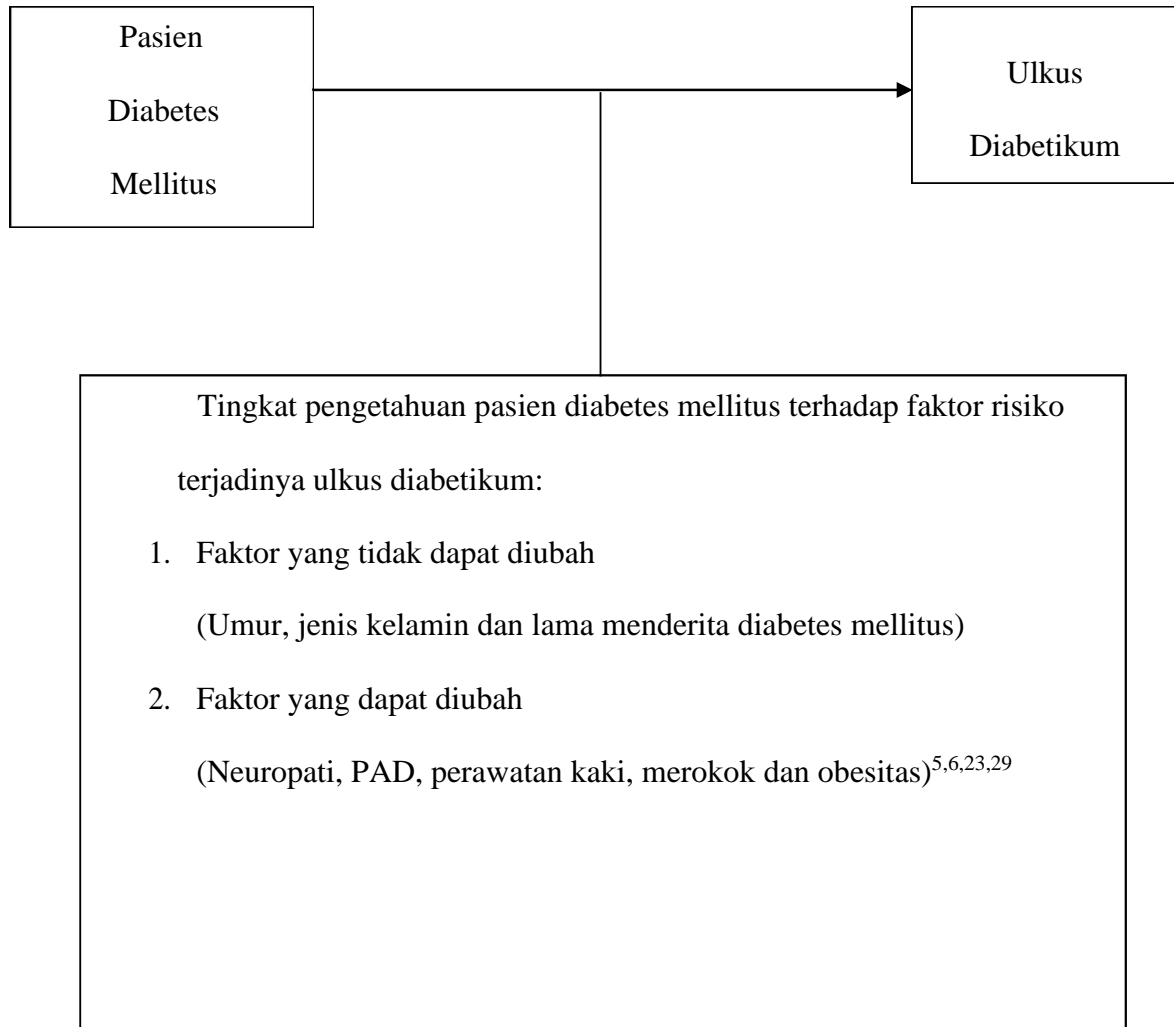 Pasien
Diabetes
Mellitus
Ulkus
Diabetikum
Tingkat pengetahuan pasien diabetes mellitus terhadap faktor risiko
terjadinya ulkus diabetikum:
1. Faktor yang tidak dapat diubah
(Umur, jenis kelamin dan lama menderita diabetes mellitus)
2. Faktor yang dapat diubah
(Neuropati, PAD, perawatan kaki, merokok dan obesitas)5,6,23,29